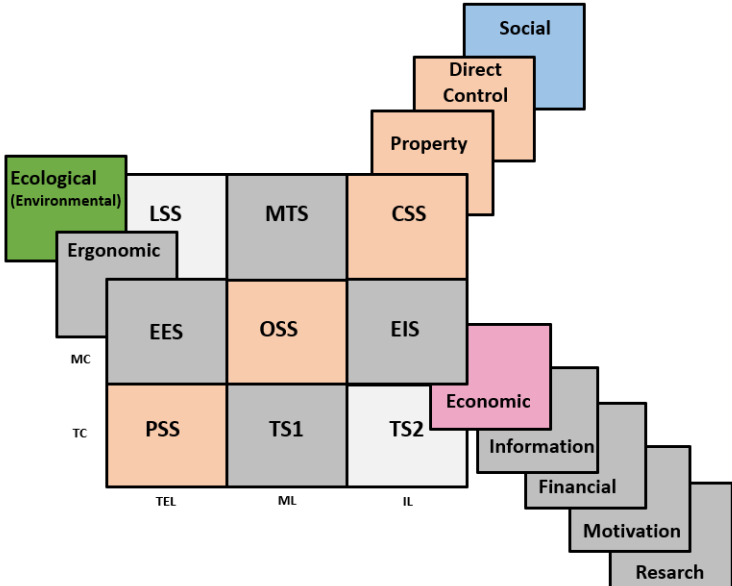 Social
Direct
Control
Property
Ecological
(Environmental)
LSS
MTS
CSS
Ergonomic
EES
OSS
EIS
MC
Economic
PSS
TS1
TS2
TC
Information
Financial
TEL
ML
IL
Motivation
Resarch